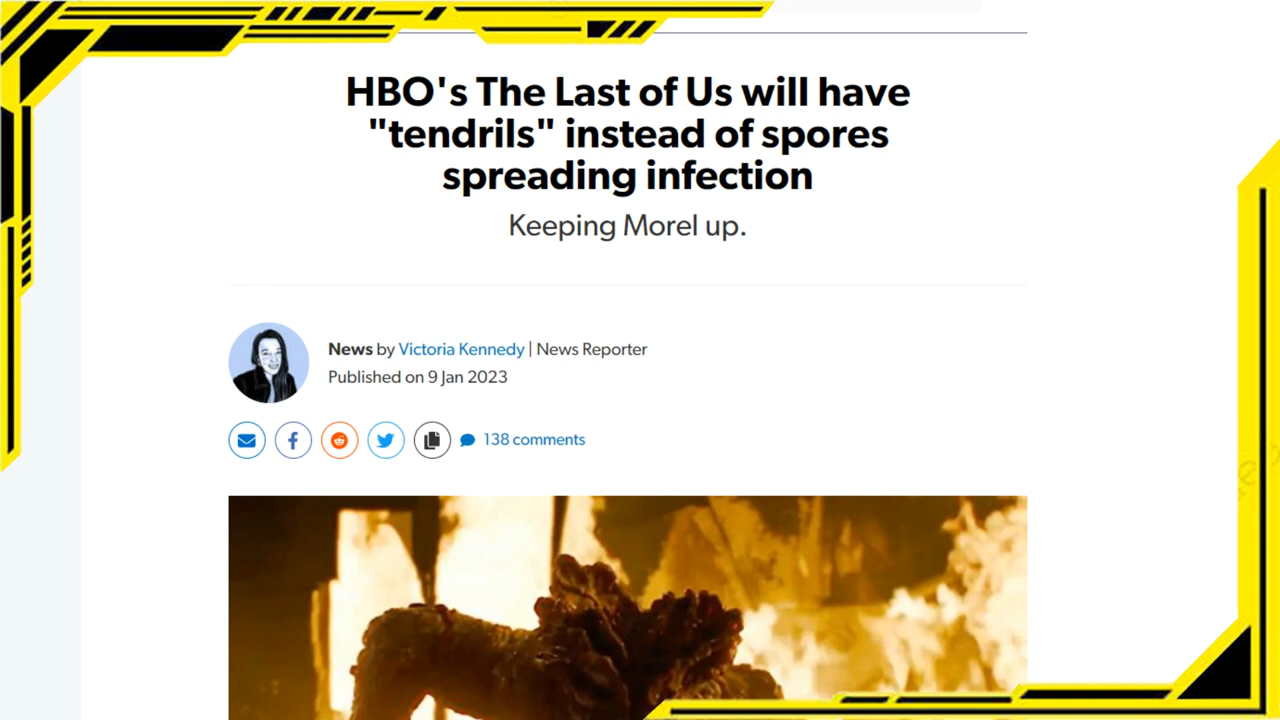 HBO's The Last of Us will have
"tendrils" instead of spores
spreading infection
Keeping Morel up.
News by Victoria Kennedy | News Reporter
Published on 9 Jan 2023
138 comments